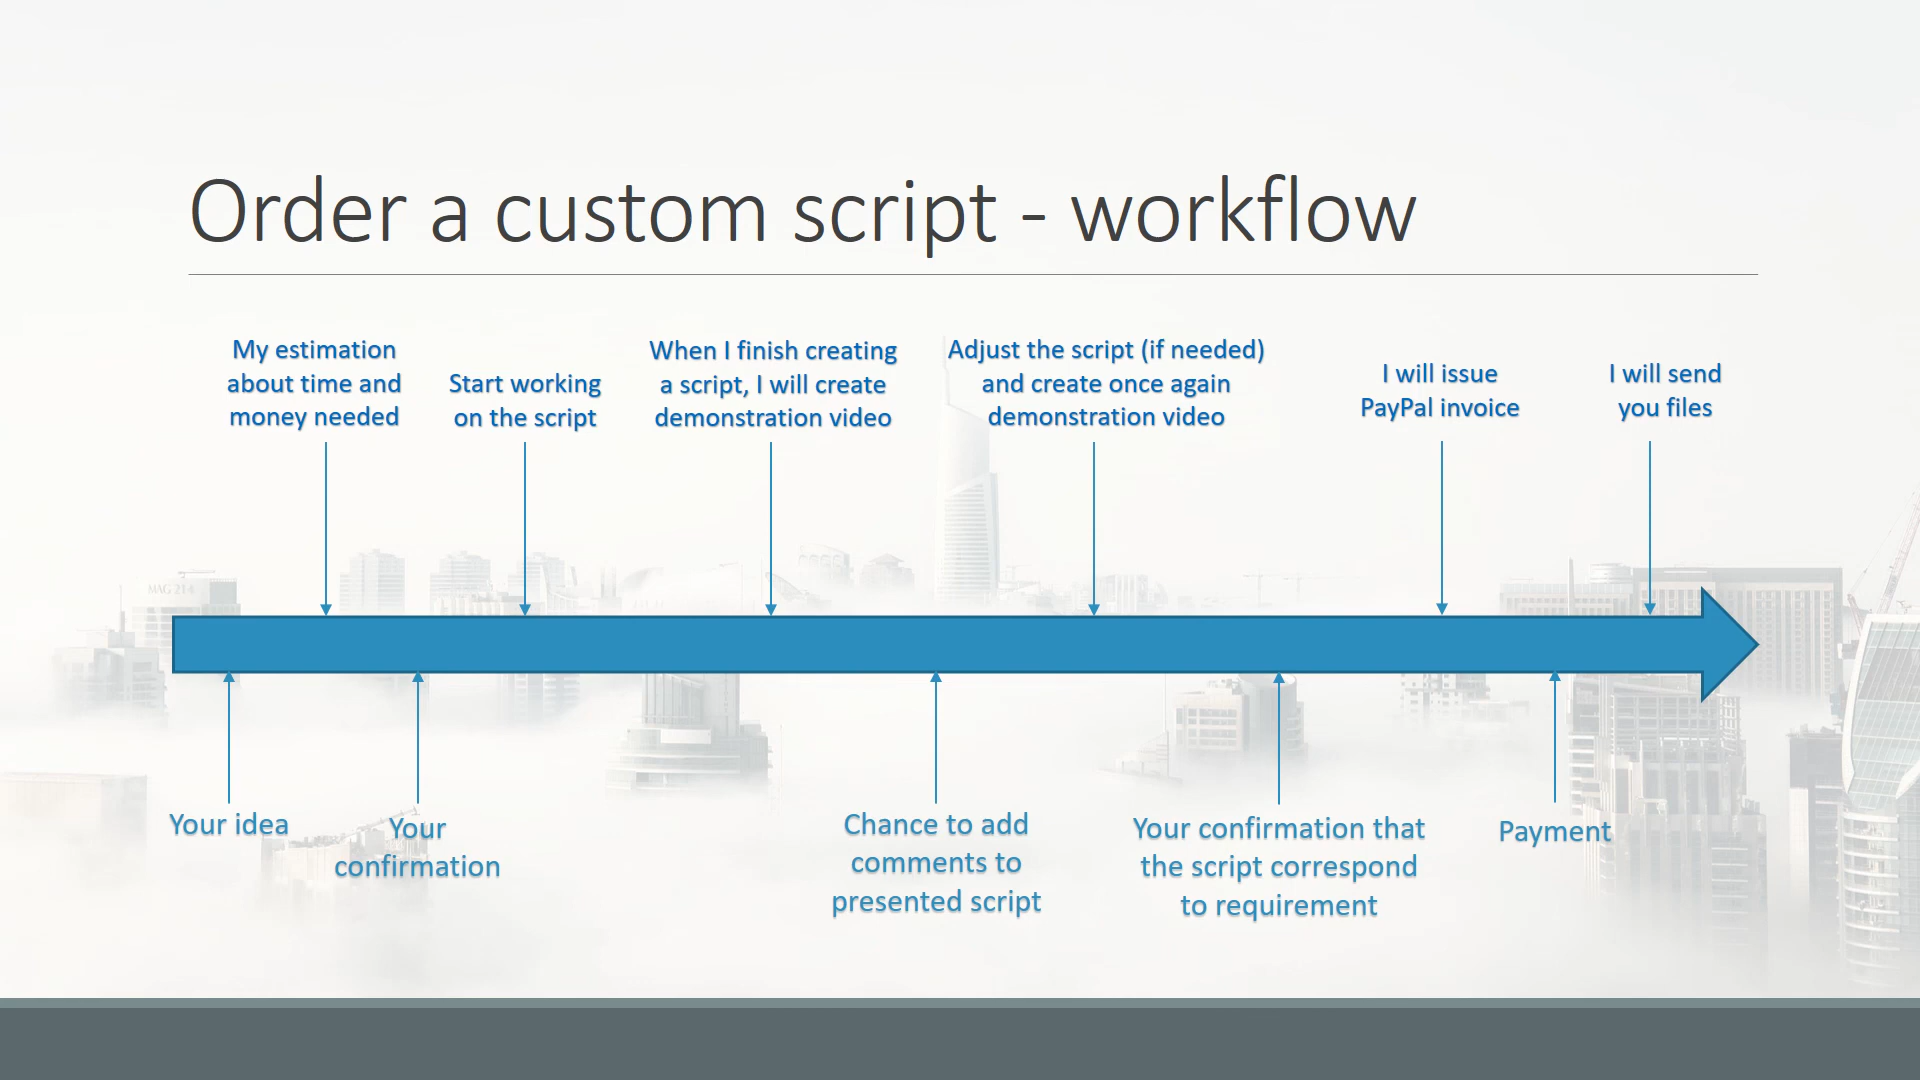 Order a custom script - workflow
My estimation
about time and
money needed
Start working
on the script
When I finish creating
a script, I will create
demonstration video
Adjust the script (if needed)
and create once again
demonstration video
I will issue
PayPal invoice
I will send
you files
MAG 214
Your idea
Your
confirmation
Chance to add
comments to
presented script
Your confirmation that
the script correspond
to requirement
Payment